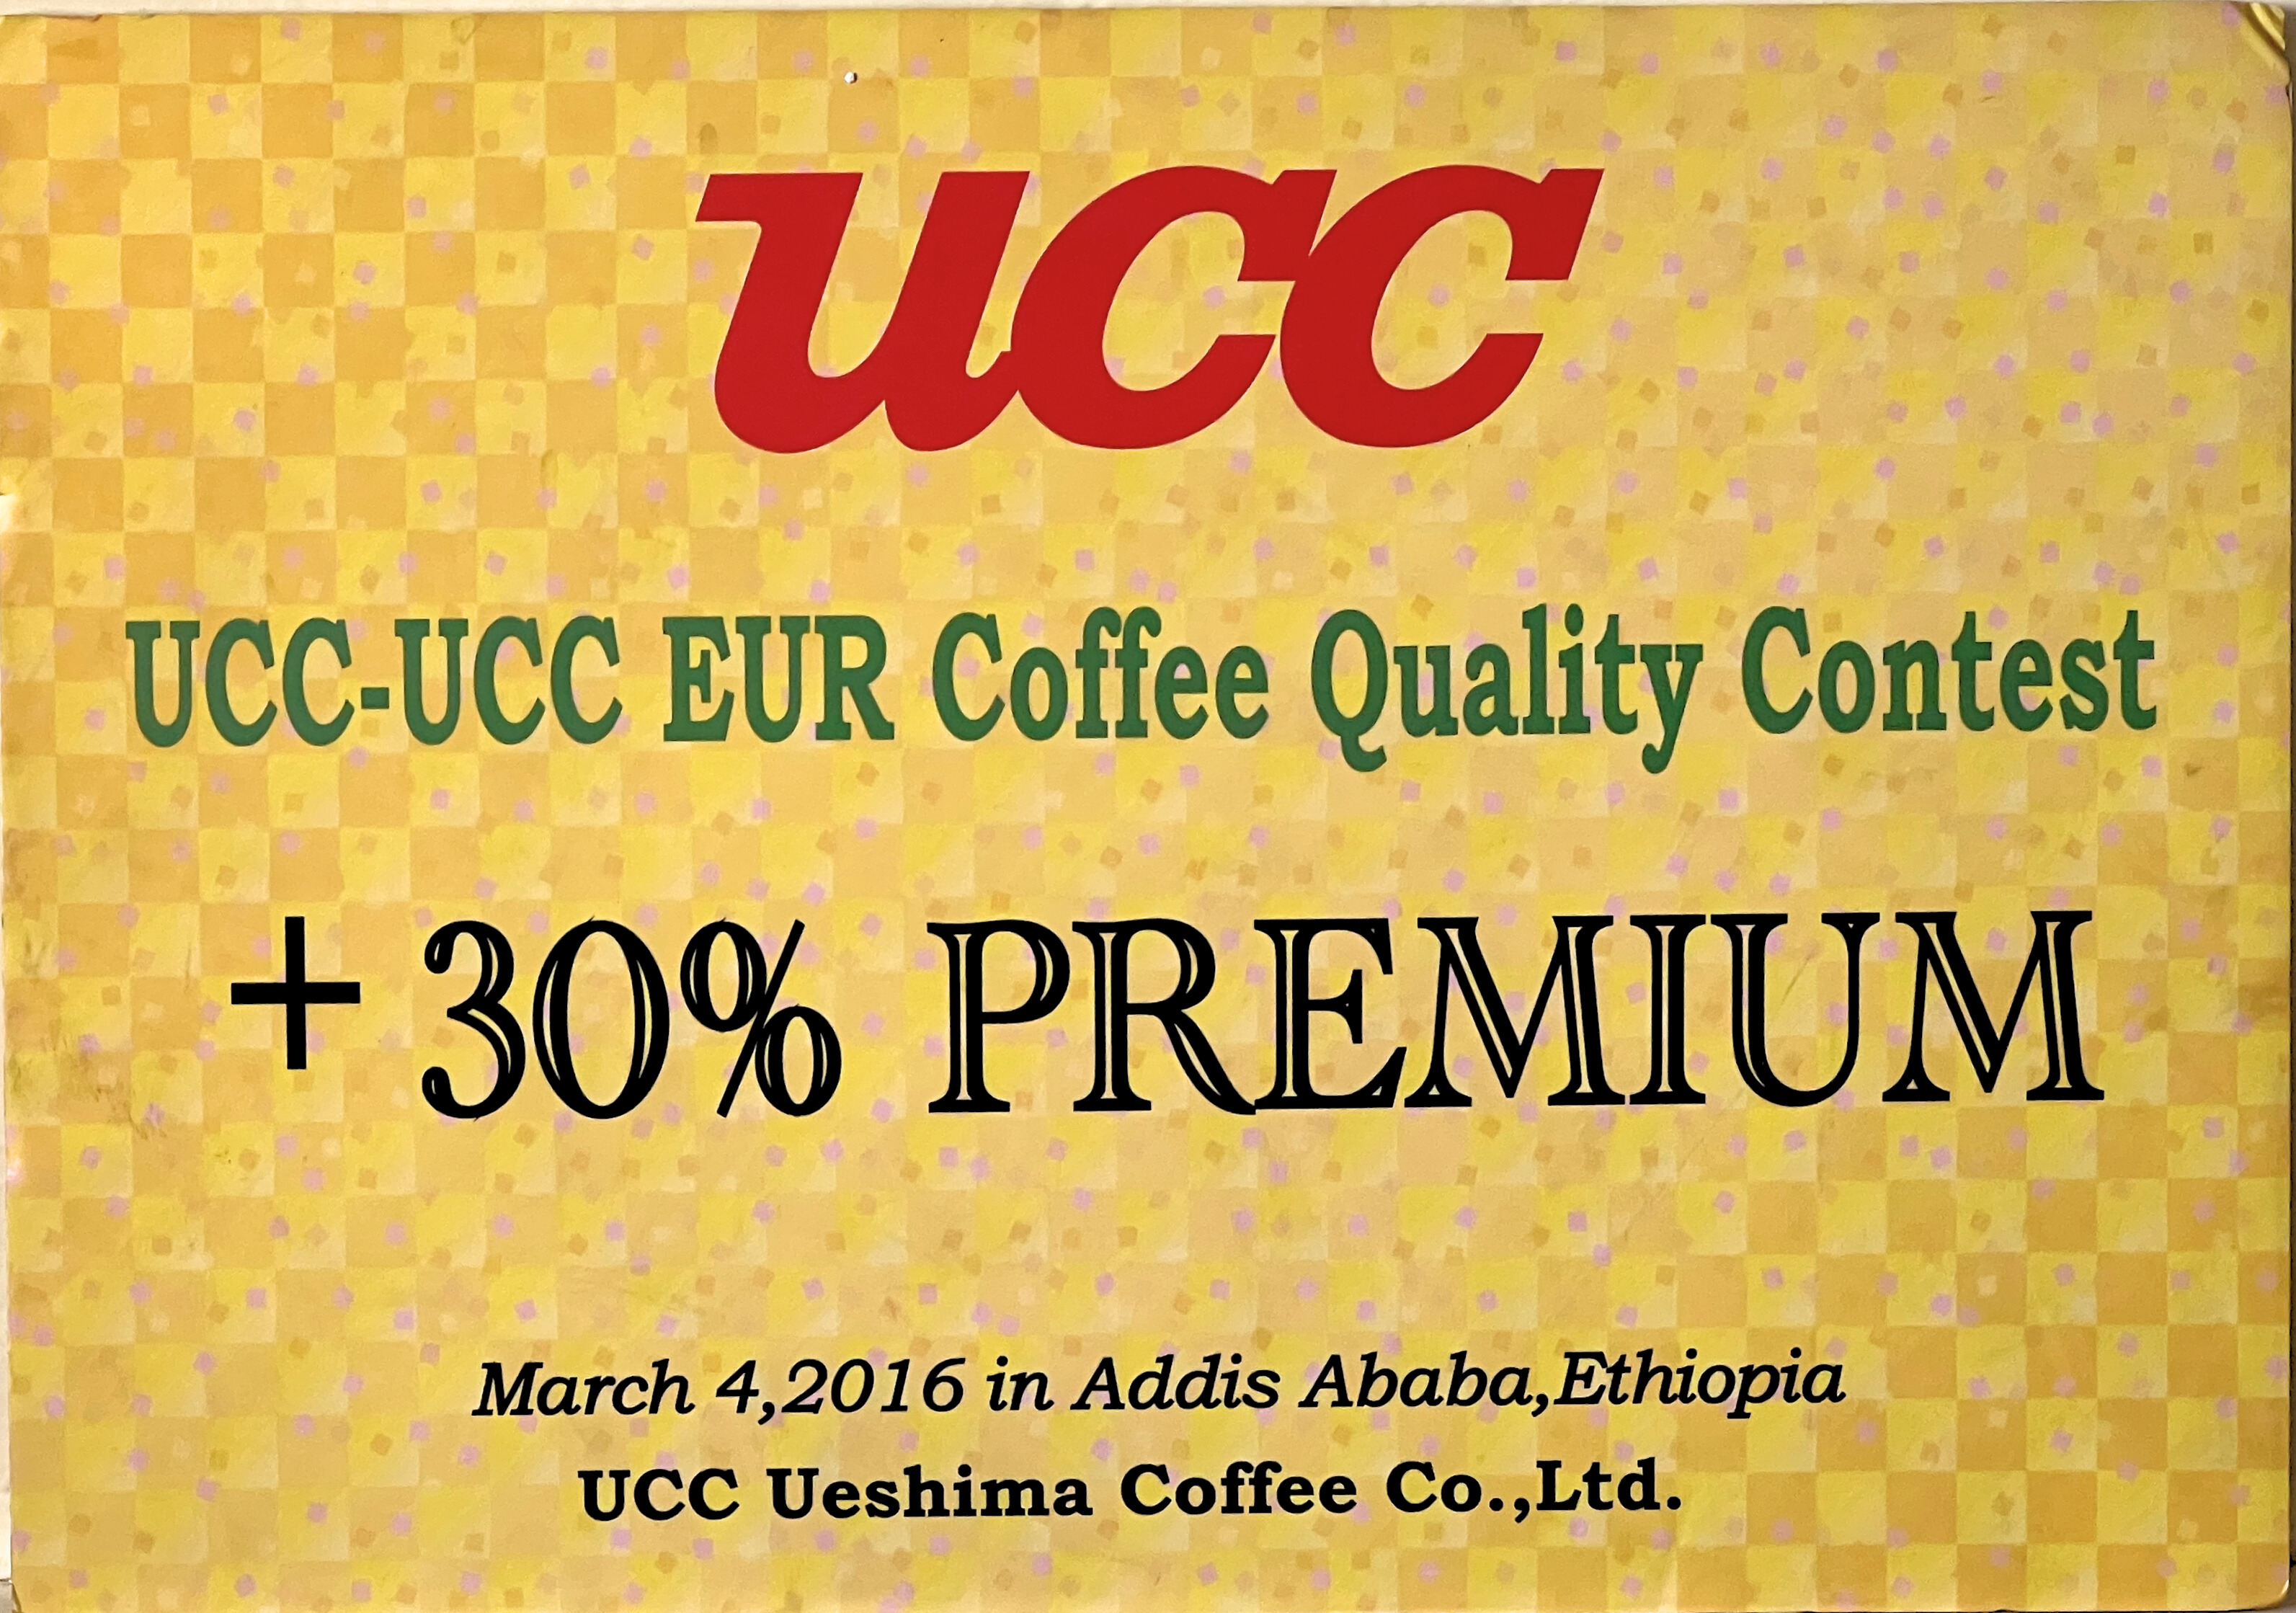 ucc
UCC-UCC EUR Coffee Quality Contest
+ 30% PREMIUM
March 4,2016 in Addis Ababa,Ethiopia
UCC Ueshima Coffee Co.,Ltd.